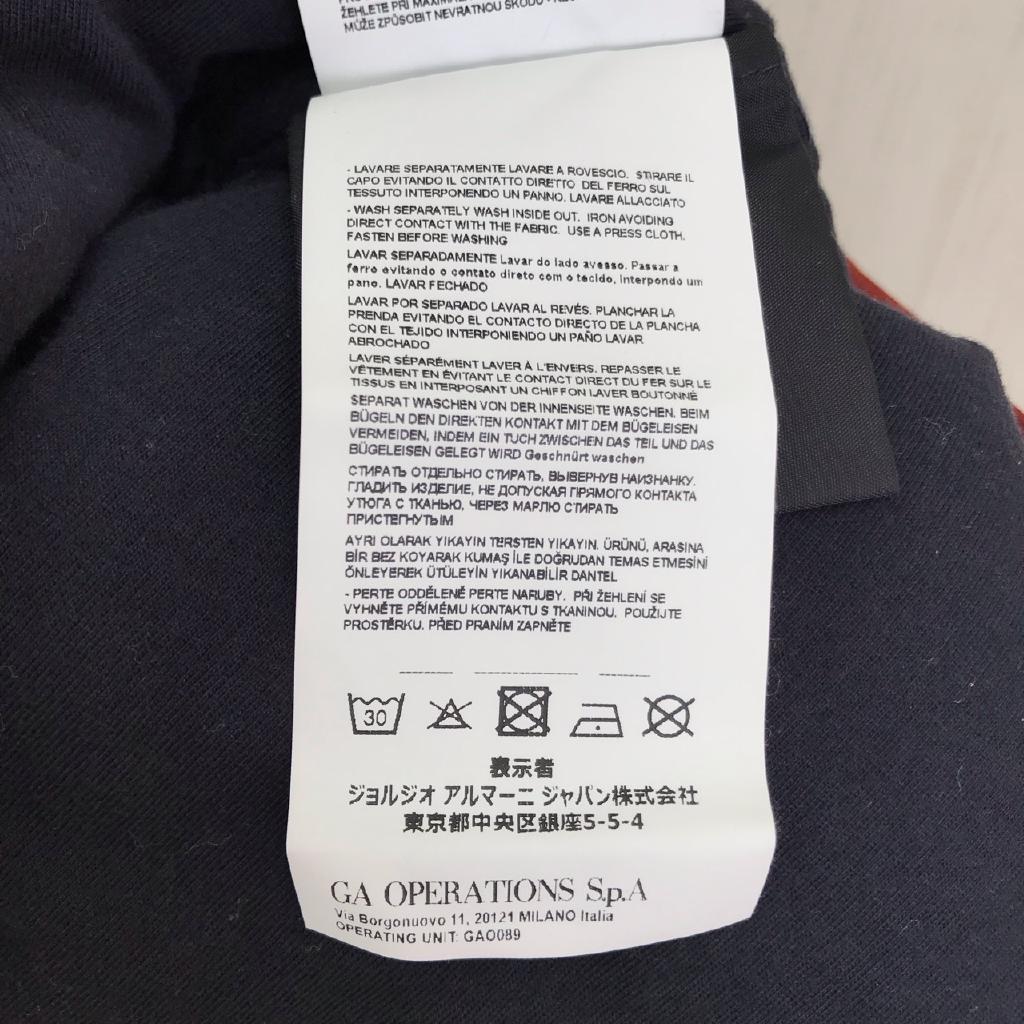 ŽEHLETE PŘI MAXIMÁ
MŮŽE ZPŮSOBIT NEVRATNOU ŠKODU
- LAVARE SEPARATAMENTE LAVARE A ROVESCIO. STIRARE IL
CAPO EVITANDO IL CONTATTO DIRETTO DEL FERRO SUL
TESSUTO INTERPONENDO UN PANNO. LAVARE ALLACCIATO
- WASH SEPARATELY WASH INSIDE OUT. IRON AVOIDING
DIRECT CONTACT WITH THE FABRIC. USE A PRESS CLOTH.
FASTEN BEFORE WASHING
LAVAR SEPARADAMENTE Lavar do lado avesso. Passar a
ferro evitando o contato direto com o tecido, interpondo um
pano. LAVAR FECHADO
LAVAR POR SEPARADO LAVAR AL REVÉS. PLANCHAR LA
PRENDA EVITANDO EL CONTACTO DIRECTO DE LA PLANCHA
CON EL TEJIDO INTERPONIENDO UN PAÑO LAVAR
ABROCHADO
LAVER SÉPARÉMENT LAVER À L'ENVERS. REPASSER LE
VÊTEMENT EN ÉVITANT LE CONTACT DIRECT DU FER SUR LE
TISSUS EN INTERPOSANT UN CHIFFON LAVER BOUTONNÉ
SEPARAT WASCHEN VON DER INNENSEITE WASCHEN. BEIM
BÜGELN DEN DIREKTEN KONTAKT MIT DEM BÜGELEISEN
VERMEIDEN, INDEM EIN TUCH ZWISCHEN DAS TEIL UND DAS
BÜGELEISEN GELEGT WIRD Geschnürt waschen
СТИРАТЬ ОТДЕЛЬНО СТИРАТЬ, ВЫВЕРНУВ НАИЗНАНКУ.
ГЛАДИТЬ ИЗДЕЛИЕ, НЕ ДОПУСКАЯ ПРЯМОГО КОНТАКТА
УТЮГА С ТКАНЬЮ, ЧЕРЕЗ МАРЛЮ СТИРАТЬ
ПРИСТЕГНУТЫМ
AYRI OLARAK YIKAYIN TERSTEN YIKAYIN. ÜRÜNÜ, ARASINA
BİR BEZ KOYARAK KUMAŞ İLE DOĞRUDAN TEMAS ETMESİNİ
ÖNLEYEREK ÜTÜLEYİN YIKANABİLİR DANTEL
- PERTE ODDĚLENĚ PERTE NARUBY. PŘI ŽEHLENÍ SE
VYHNĚTE PŘÍMÉMU KONTAKTU S TKANINOU. POUŽIJTE
PROSTĚRKU. PŘED PRANÍM ZAPNĚTE
30
表示者
ジョルジオ アルマーニ ジャパン株式会社
東京都中央区銀座5-5-4
GA OPERATIONS S.p.A
Via Borgonuovo 11, 20121 MILANO Italia
OPERATING UNIT: GAO089